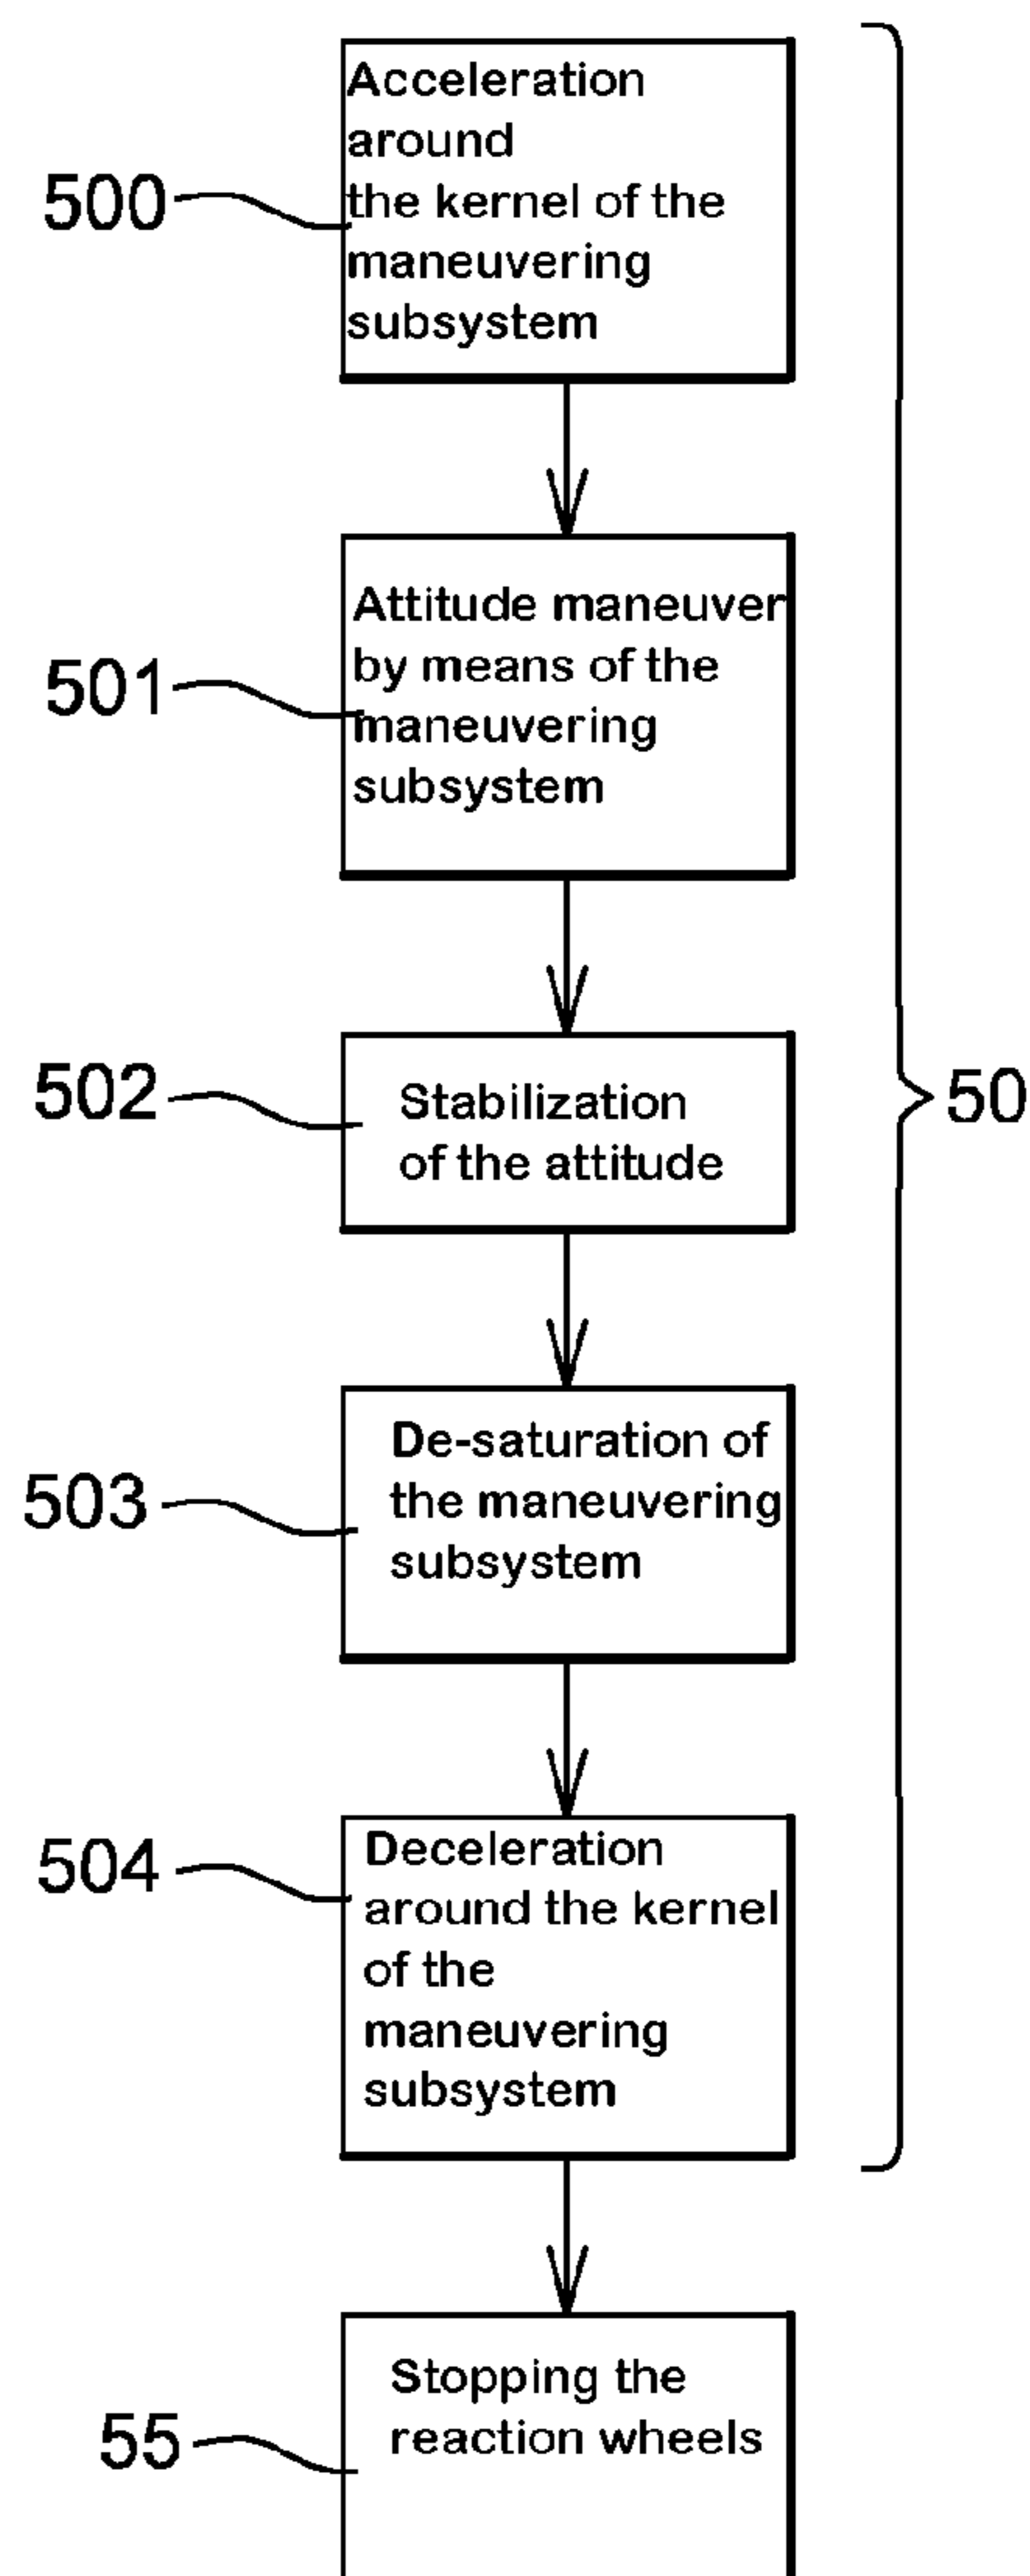 Acceleration
around
500
the kernel of the
maneuvering
subsystem
Attitude maneuver
501
by means of the
maneuvering
subsystem
502
Stabilization
of the attitude
50
De-saturation of
503
the maneuvering
subsystem
504
Deceleration
around the kernel
of the
maneuvering
subsystem
Stopping the
reaction wheels
55